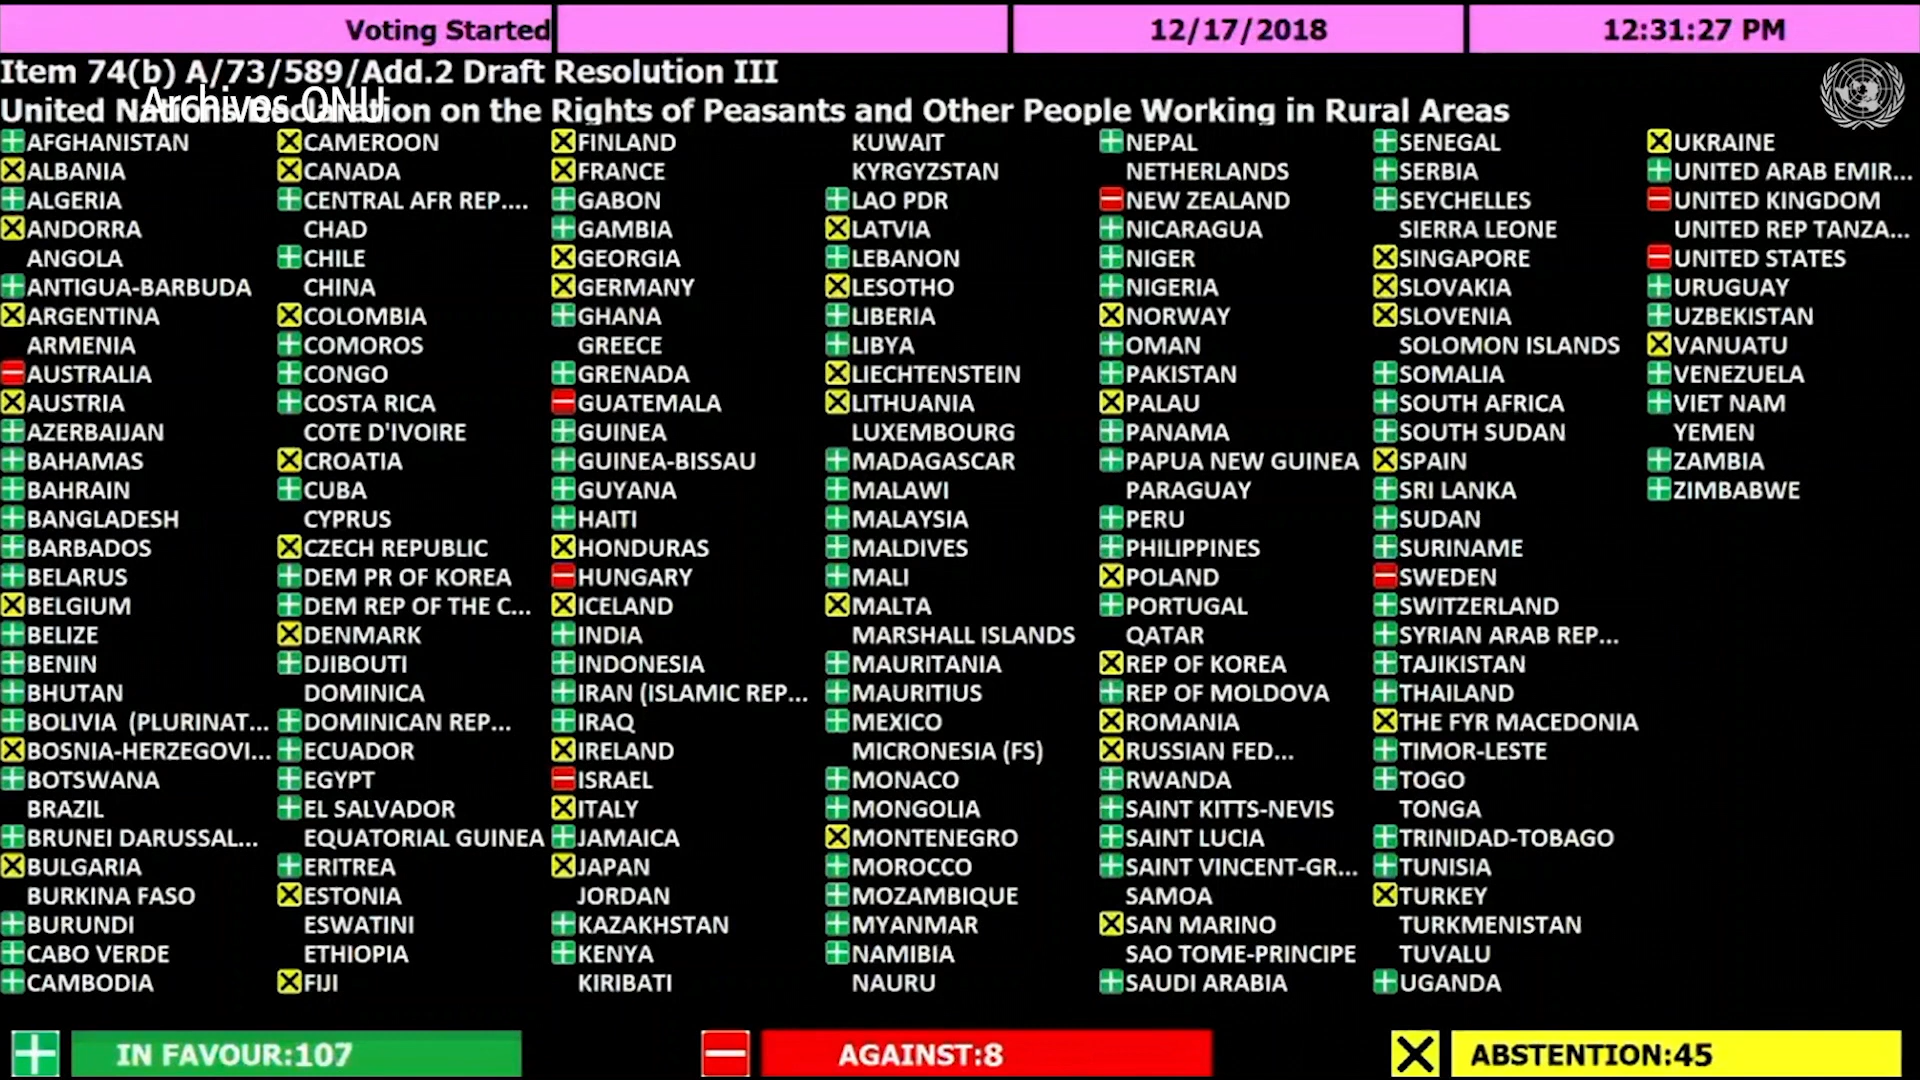 Voting Started 12/17/2018 12:31:27 PM
Item 74(b) A/73/589/Add.2 Draft Resolution III
Archives ONU
United Nations Declaration on the Rights of Peasants and Other People Working in Rural Areas
AFGHANISTAN
ALBANIA
ALGERIA
ANDORRA
ANGOLA
ANTIGUA-BARBUDA
ARGENTINA
ARMENIA
AUSTRALIA
AUSTRIA
AZERBAIJAN
BAHAMAS
BAHRAIN
BANGLADESH
BARBADOS
BELARUS
BELGIUM
BELIZE
BENIN
BHUTAN
BOLIVIA (PLURINAT...
BOSNIA-HERZEGOVI...
BOTSWANA
BRAZIL
BRUNEI DARUSSAL...
BULGARIA
BURKINA FASO
BURUNDI
CABO VERDE
CAMBODIA
CAMEROON
CANADA
CENTRAL AFR REP....
CHAD
CHILE
CHINA
COLOMBIA
COMOROS
CONGO
COSTA RICA
COTE D'IVOIRE
CROATIA
CUBA
CYPRUS
CZECH REPUBLIC
DEM PR OF KOREA
DEM REP OF THE C...
DENMARK
DJIBOUTI
DOMINICA
DOMINICAN REP...
ECUADOR
EGYPT
EL SALVADOR
EQUATORIAL GUINEA
ERITREA
ESTONIA
ESWATINI
ETHIOPIA
FIJI
FINLAND
FRANCE
GABON
GAMBIA
GEORGIA
GERMANY
GHANA
GREECE
GRENADA
GUATEMALA
GUINEA
GUINEA-BISSAU
GUYANA
HAITI
HONDURAS
HUNGARY
ICELAND
INDIA
INDONESIA
IRAN (ISLAMIC REP...
IRAQ
IRELAND
ISRAEL
ITALY
JAMAICA
JAPAN
JORDAN
KAZAKHSTAN
KENYA
KIRIBATI
KUWAIT
KYRGYZSTAN
LAO PDR
LATVIA
LEBANON
LESOTHO
LIBERIA
LIBYA
LIECHTENSTEIN
LITHUANIA
LUXEMBOURG
MADAGASCAR
MALAWI
MALAYSIA
MALDIVES
MALI
MALTA
MARSHALL ISLANDS
MAURITANIA
MAURITIUS
MEXICO
MICRONESIA (FS)
MONACO
MONGOLIA
MONTENEGRO
MOROCCO
MOZAMBIQUE
MYANMAR
NAMIBIA
NAURU
NEPAL
NETHERLANDS
NEW ZEALAND
NICARAGUA
NIGER
NIGERIA
NORWAY
OMAN
PAKISTAN
PALAU
PANAMA
PAPUA NEW GUINEA
PARAGUAY
PERU
PHILIPPINES
POLAND
PORTUGAL
QATAR
REP OF KOREA
REP OF MOLDOVA
ROMANIA
RUSSIAN FED...
RWANDA
SAINT KITTS-NEVIS
SAINT LUCIA
SAINT VINCENT-GR...
SAMOA
SAN MARINO
SAO TOME-PRINCIPE
SAUDI ARABIA
SENEGAL
SERBIA
SEYCHELLES
SIERRA LEONE
SINGAPORE
SLOVAKIA
SLOVENIA
SOLOMON ISLANDS
SOMALIA
SOUTH AFRICA
SOUTH SUDAN
SPAIN
SRI LANKA
SUDAN
SURINAME
SWEDEN
SWITZERLAND
SYRIAN ARAB REP...
TAJIKISTAN
THAILAND
THE FYR MACEDONIA
TIMOR-LESTE
TOGO
TONGA
TRINIDAD-TOBAGO
TUNISIA
TURKEY
TURKMENISTAN
TUVALU
UGANDA
UKRAINE
UNITED ARAB EMIR...
UNITED KINGDOM
UNITED REP TANZA...
UNITED STATES
URUGUAY
UZBEKISTAN
VANUATU
VENEZUELA
VIET NAM
YEMEN
ZAMBIA
ZIMBABWE
IN FAVOUR:107 AGAINST:8 ABSTENTION:45